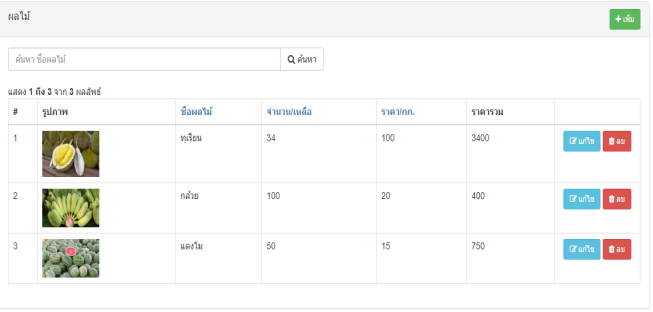 ผลไม้
+ เพิ่ม
ค้นหา ชื่อผลไม้
ค้นหา
แสดง 1 ถึง 3 จาก 3 ผลลัพธ์
# รูปภาพ ชื่อผลไม้ จำนวน/เหลือ ราคา/กก. ราคารวม
1 ทุเรียน 34 100 3400 แก้ไข ลบ
2 กล้วย 100 20 400 แก้ไข ลบ
3 แตงโม 50 15 750 แก้ไข ลบ